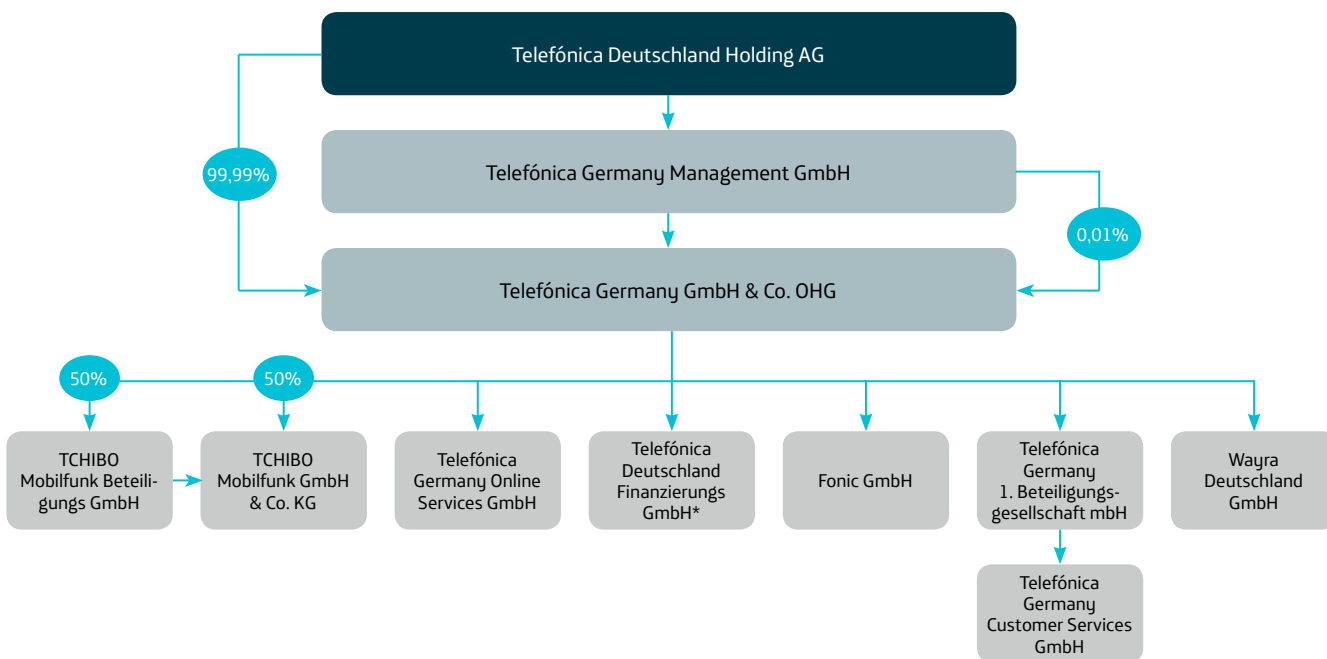 Telefónica Deutschland Holding AG
Telefónica Germany Management GmbH
99,99%
0,01%
Telefónica Germany GmbH & Co. OHG
50%
50%
TCHIBO
Mobilfunk Beteili-
gungs GmbH
TCHIBO
Mobilfunk GmbH
& Co. KG
Telefónica
Germany Online
Services GmbH
Telefónica
Deutschland
Finanzierungs
GmbH*
Fonic GmbH
Telefónica
Germany
1. Beteiligungs-
gesellschaft mbH
Wayra
Deutschland
GmbH
Telefónica
Germany
Customer Services
GmbH